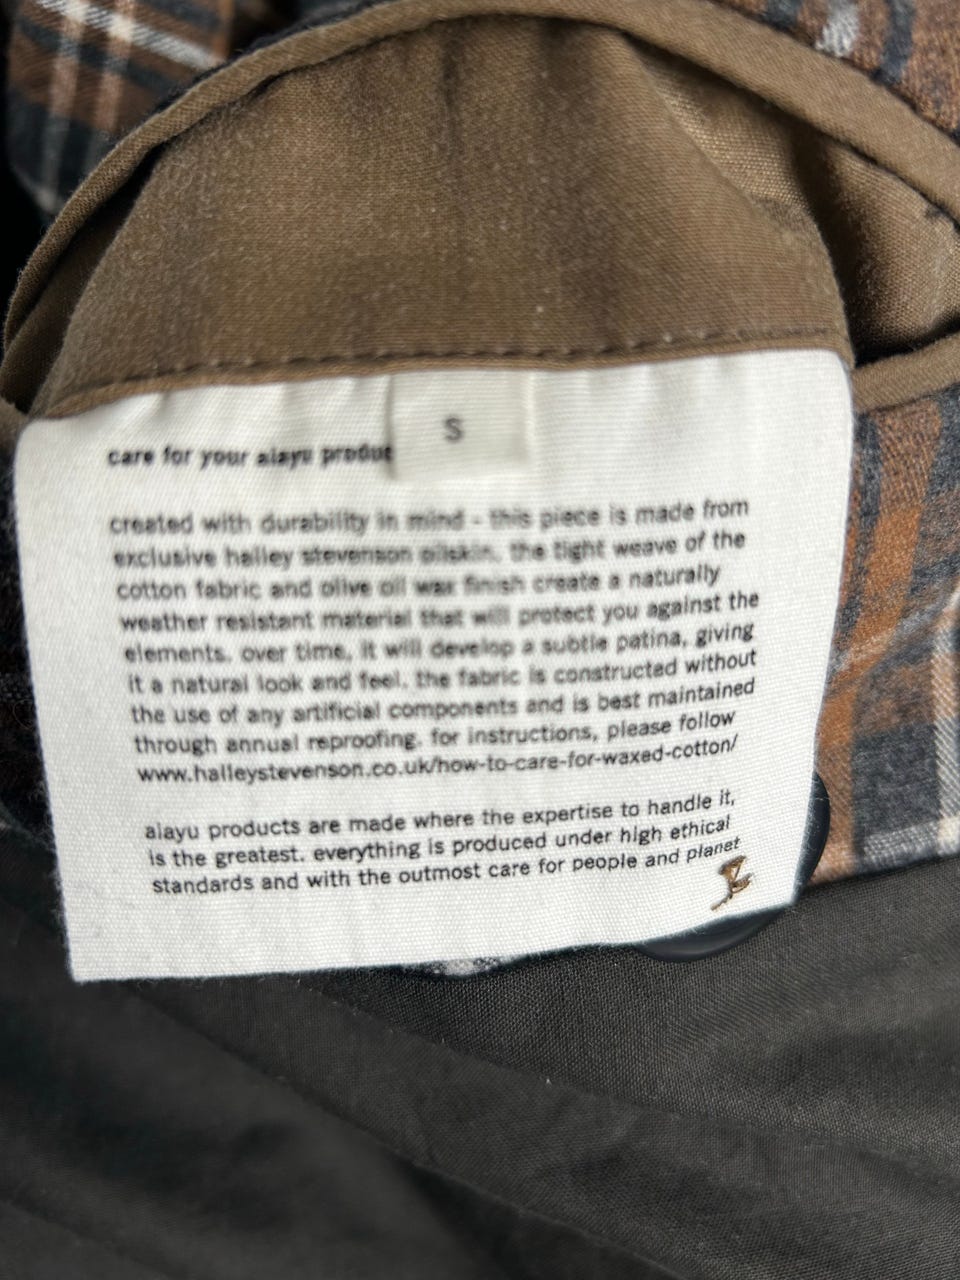 S
care for your alayu produc
created with durability in mind - this piece is made from
exclusive halley stevenson oilskin. the tight weave of the
cotton fabric and olive oil wax finish create a naturally
weather resistant material that will protect you against the
elements. over time, it will develop a subtle patina, giving
it a natural look and feel. the fabric is constructed without
the use of any artificial components and is best maintained
through annual reproofing. for instructions, please follow
www.halleystevenson.co.uk/how-to-care-for-waxed-cotton/
alayu products are made where the expertise to handle it,
is the greatest. everything is produced under high ethical
standards and with the outmost care for people and planet